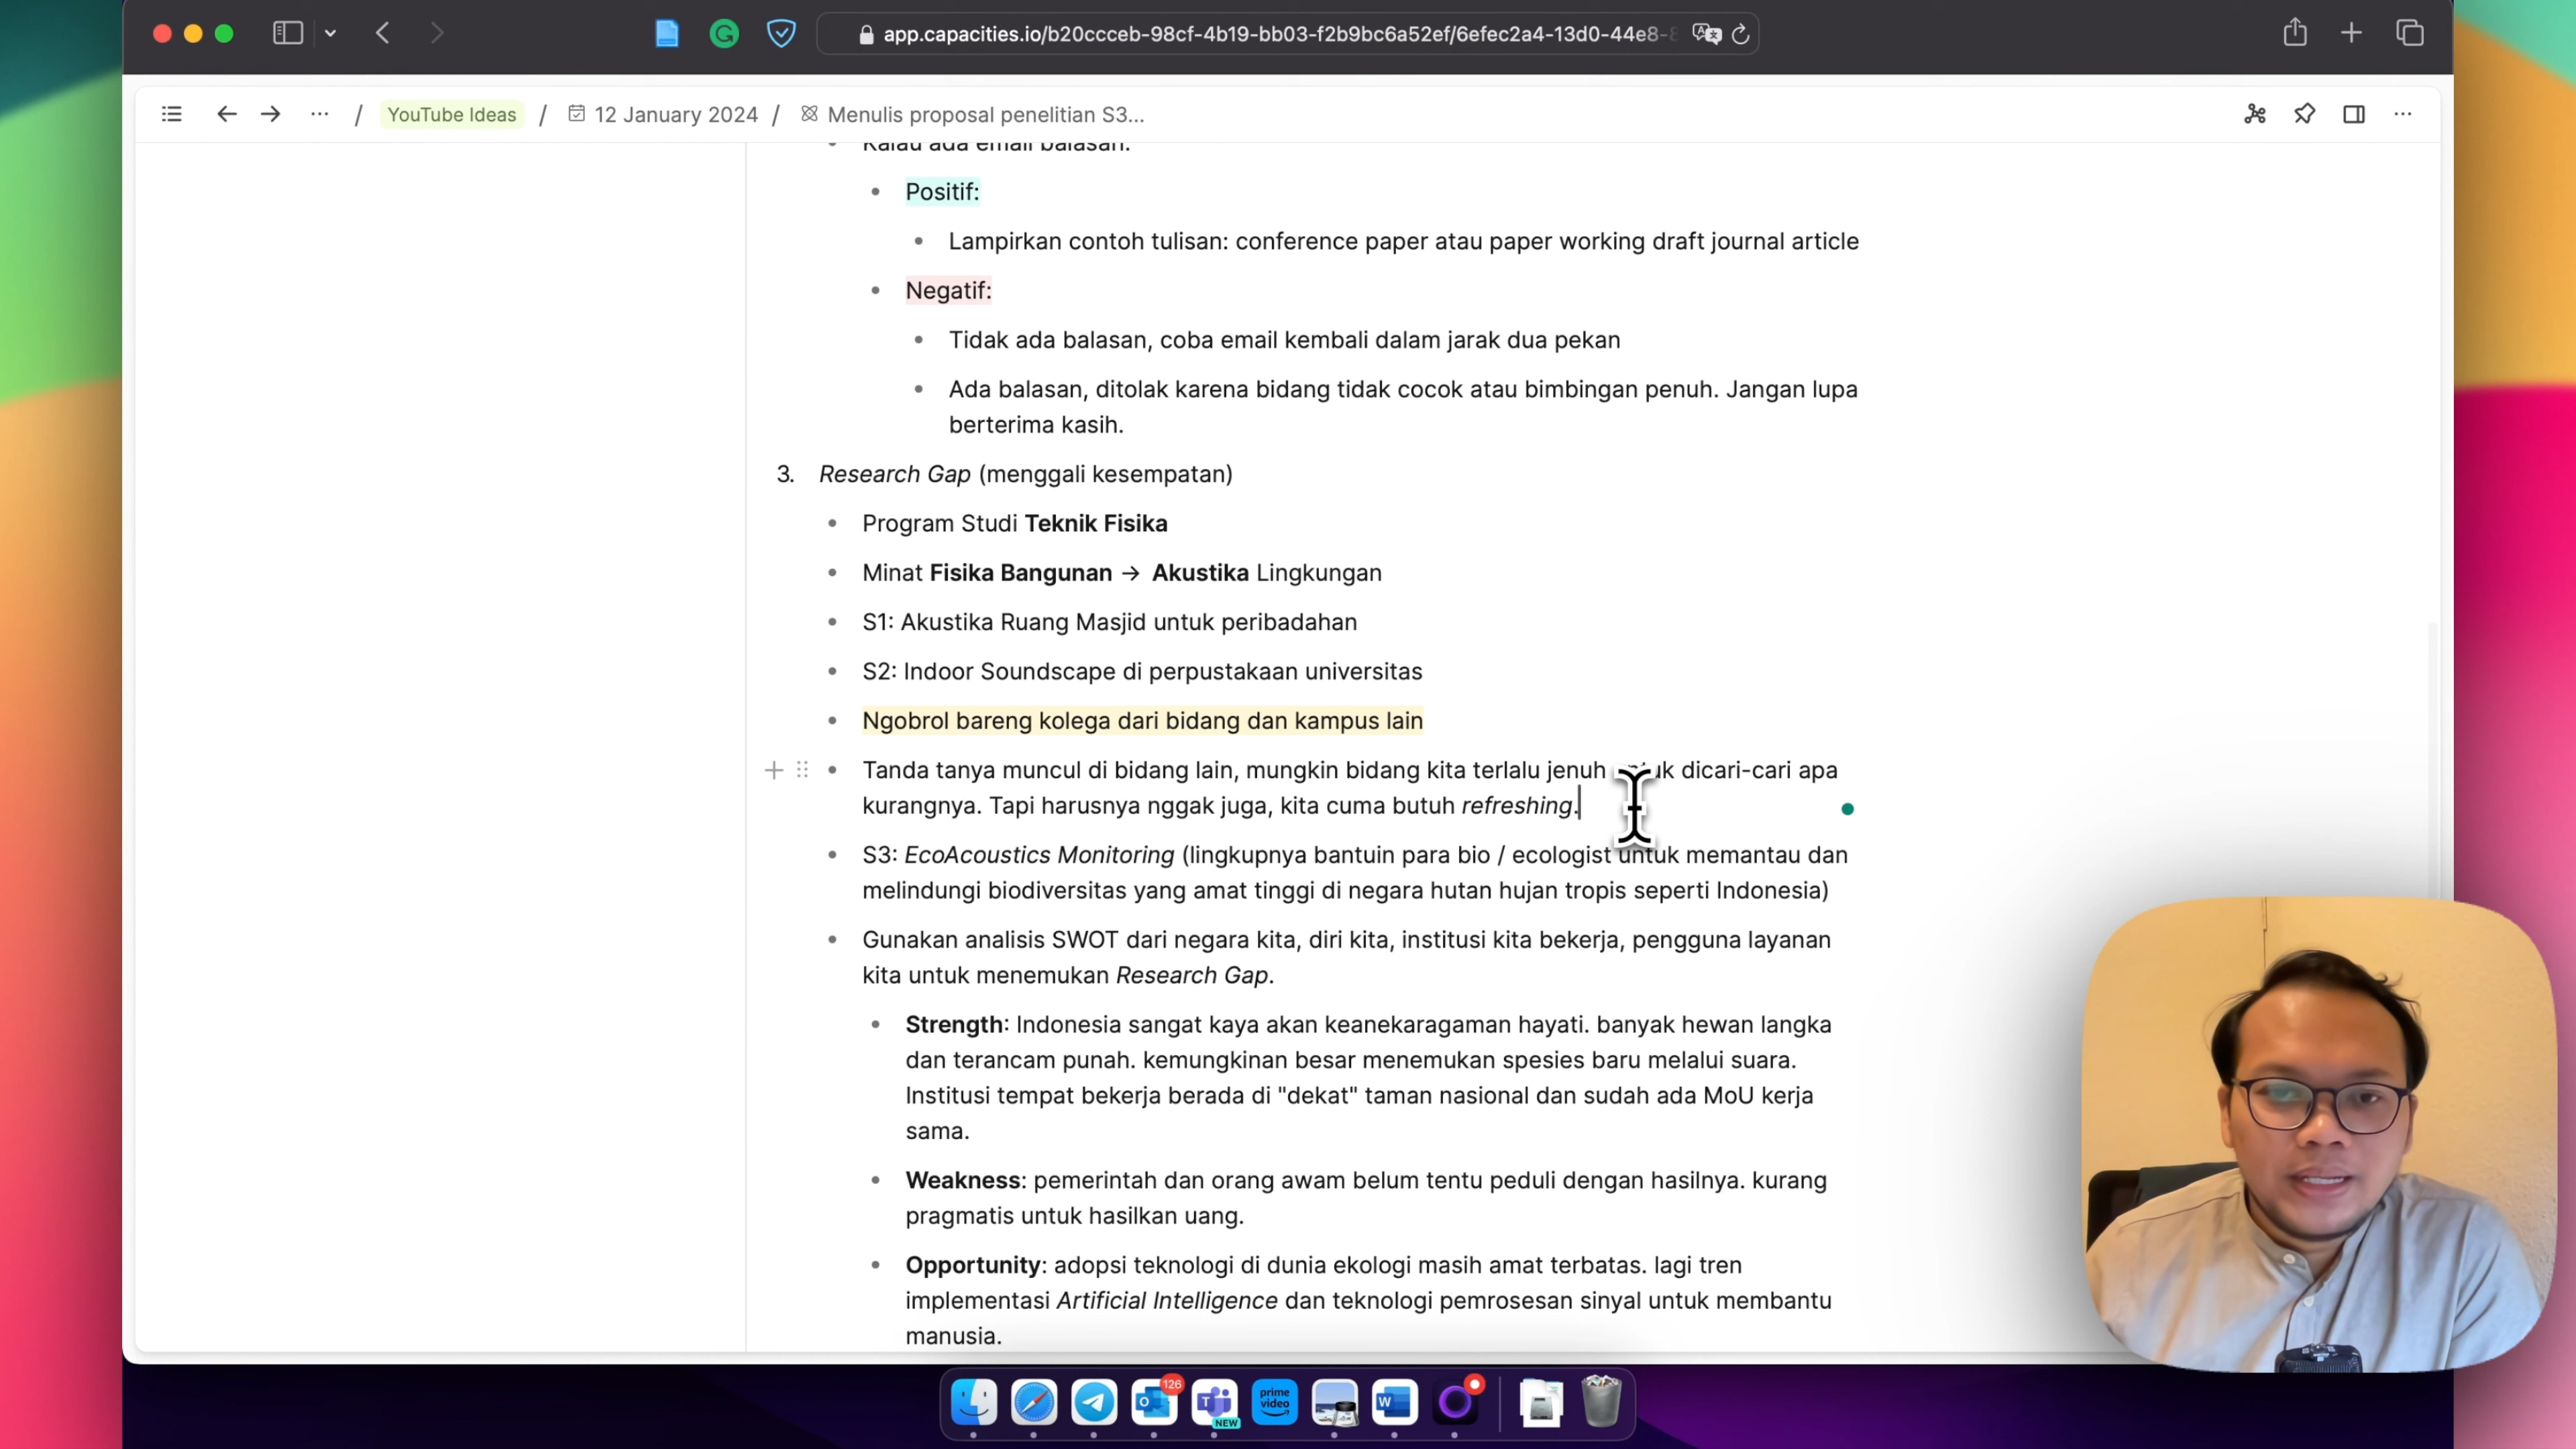 app.capacities.io/b20ccceb-98cf-4b19-bb03-f2b9bc6a52ef/6efec2a4-13d0-44e8-
/ YouTube Ideas / 12 January 2024 / Menulis proposal penelitian S3...
Kalau ada email balasan:
Positif:
Lampirkan contoh tulisan: conference paper atau paper working draft journal article
Negatif:
Tidak ada balasan, coba email kembali dalam jarak dua pekan
Ada balasan, ditolak karena bidang tidak cocok atau bimbingan penuh. Jangan lupa
berterima kasih.
3. Research Gap (menggali kesempatan)
Program Studi Teknik Fisika
Minat Fisika Bangunan → Akustika Lingkungan
S1: Akustika Ruang Masjid untuk peribadahan
S2: Indoor Soundscape di perpustakaan universitas
Ngobrol bareng kolega dari bidang dan kampus lain
Tanda tanya muncul di bidang lain, mungkin bidang kita terlalu jenuh untuk dicari-cari apa
kurangnya. Tapi harusnya nggak juga, kita cuma butuh refreshing.
S3: EcoAcoustics Monitoring (lingkupnya bantuin para bio / ecologist untuk memantau dan
melindungi biodiversitas yang amat tinggi di negara hutan hujan tropis seperti Indonesia)
Gunakan analisis SWOT dari negara kita, diri kita, institusi kita bekerja, pengguna layanan
kita untuk menemukan Research Gap.
Strength: Indonesia sangat kaya akan keanekaragaman hayati. banyak hewan langka
dan terancam punah. kemungkinan besar menemukan spesies baru melalui suara.
Institusi tempat bekerja berada di "dekat" taman nasional dan sudah ada MoU kerja
sama.
Weakness: pemerintah dan orang awam belum tentu peduli dengan hasilnya. kurang
pragmatis untuk hasilkan uang.
Opportunity: adopsi teknologi di dunia ekologi masih amat terbatas. lagi tren
implementasi Artificial Intelligence dan teknologi pemrosesan sinyal untuk membantu
manusia.
126
NEW
prime video